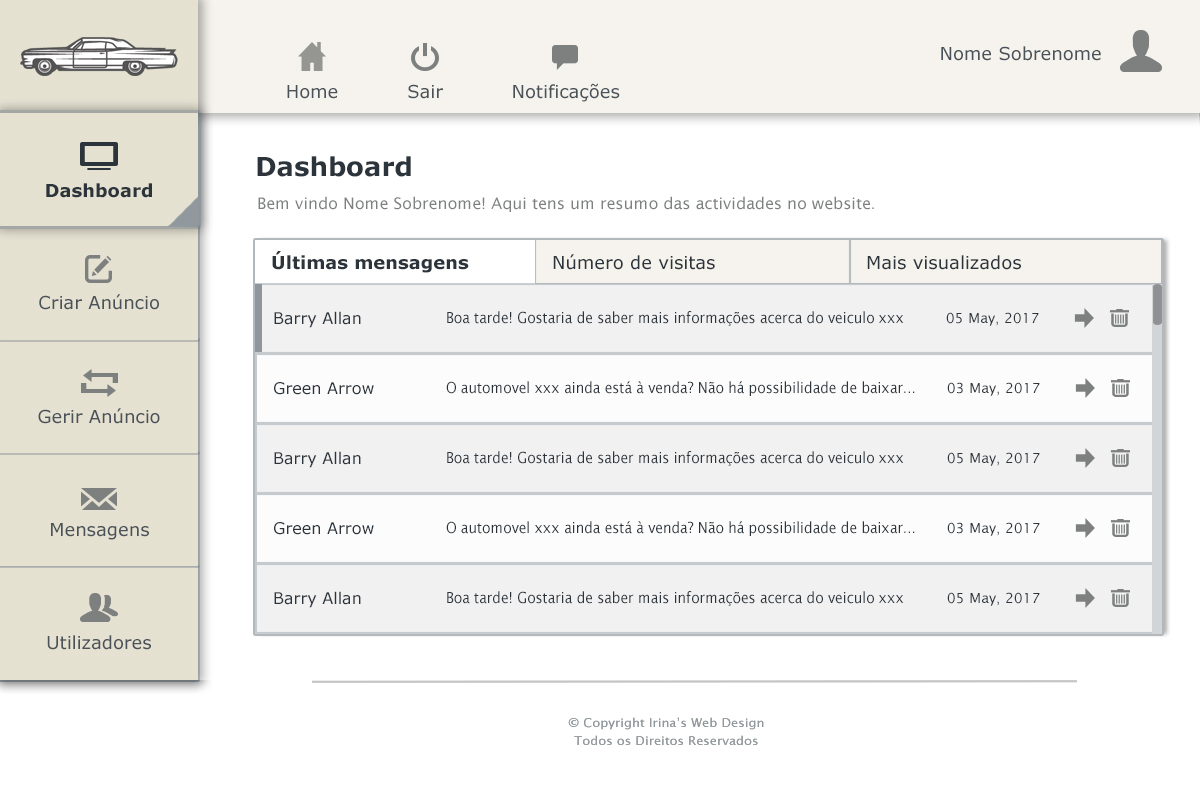 Home Sair Notificações Nome Sobrenome
Dashboard
Criar Anúncio
Gerir Anúncio
Mensagens
Utilizadores
Dashboard
Bem vindo Nome Sobrenome! Aqui tens um resumo das actividades no website.
Últimas mensagens Número de visitas Mais visualizados
Barry Allan Boa tarde! Gostaria de saber mais informações acerca do veiculo xxx 05 May, 2017
Green Arrow O automovel xxx ainda está à venda? Não há possibilidade de baixar... 03 May, 2017
Barry Allan Boa tarde! Gostaria de saber mais informações acerca do veiculo xxx 05 May, 2017
Green Arrow O automovel xxx ainda está à venda? Não há possibilidade de baixar... 03 May, 2017
Barry Allan Boa tarde! Gostaria de saber mais informações acerca do veiculo xxx 05 May, 2017
© Copyright Irina's Web Design
Todos os Direitos Reservados